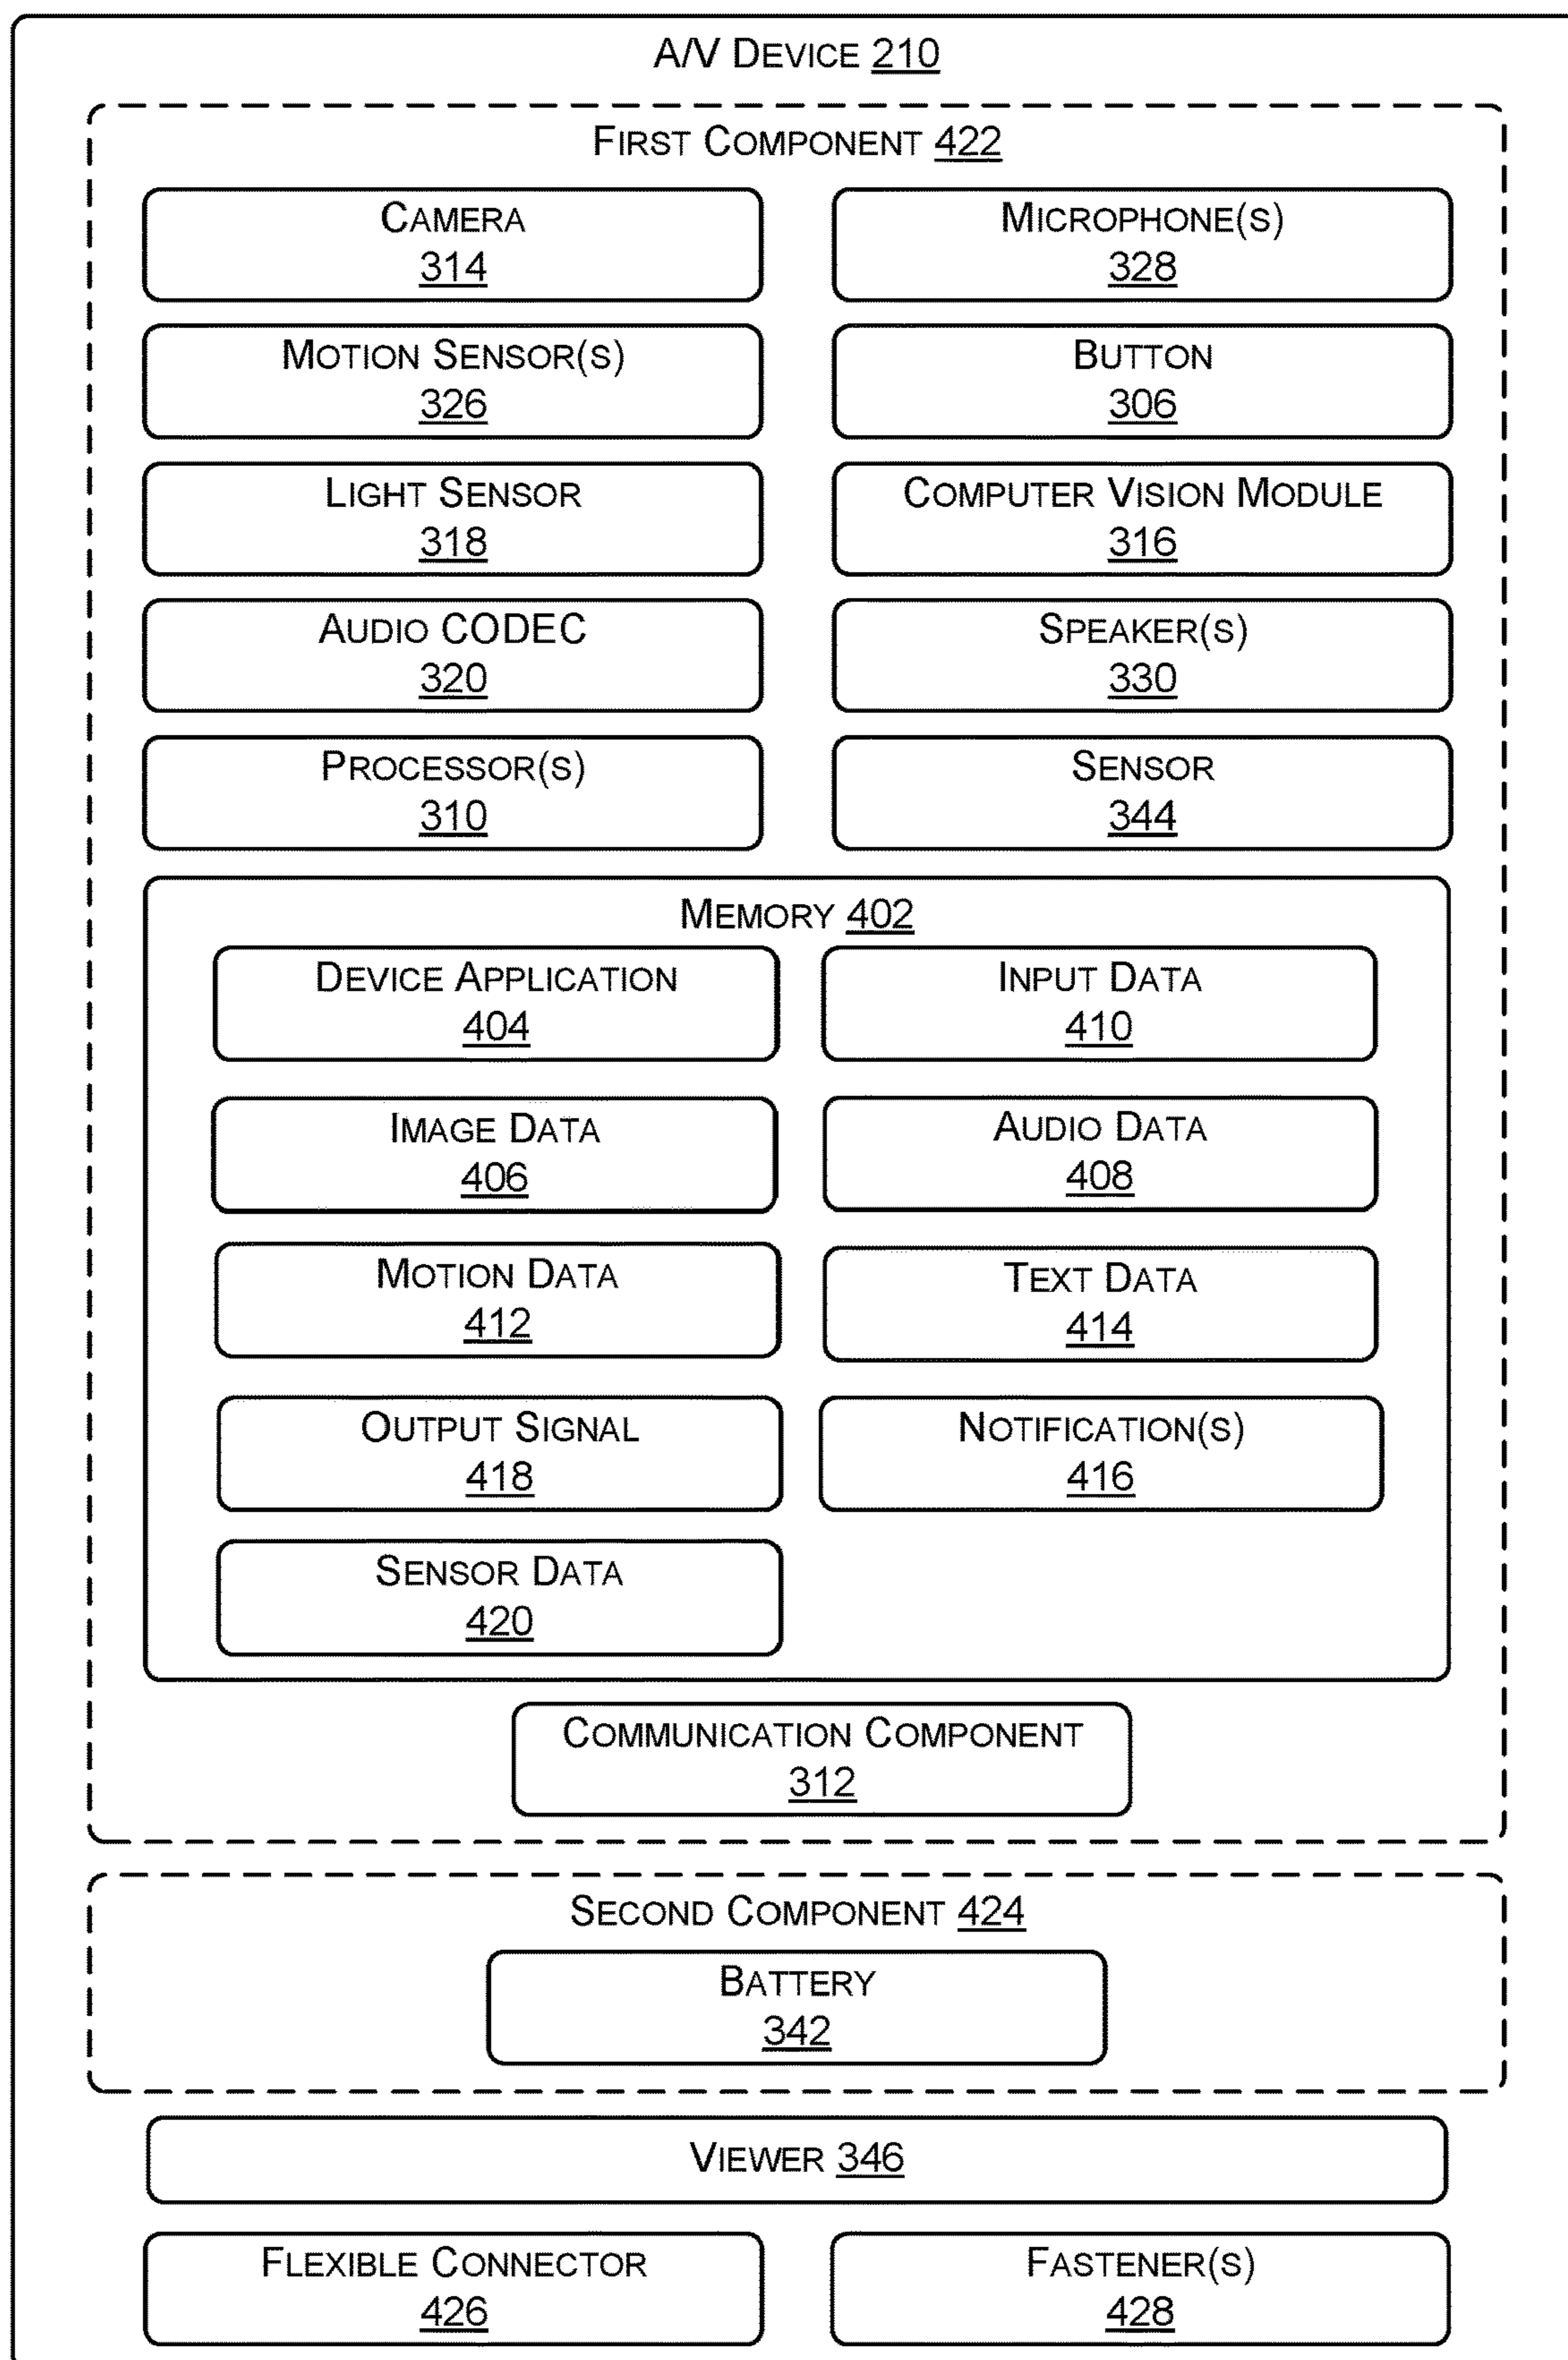 A/V DEVICE 210
FIRST COMPONENT 422
CAMERA
314
MICROPHONE(S)
328
MOTION SENSOR(S)
326
BUTTON
306
LIGHT SENSOR
318
COMPUTER VISION MODULE
316
AUDIO CODEC
320
SPEAKER(S)
330
PROCESSOR(S)
310
SENSOR
344
MEMORY 402
DEVICE APPLICATION
404
INPUT DATA
410
IMAGE DATA
406
AUDIO DATA
408
MOTION DATA
412
TEXT DATA
414
OUTPUT SIGNAL
418
NOTIFICATION(S)
416
SENSOR DATA
420
COMMUNICATION COMPONENT
312
SECOND COMPONENT 424
BATTERY
342
VIEWER 346
FLEXIBLE CONNECTOR
426
FASTENER(S)
428